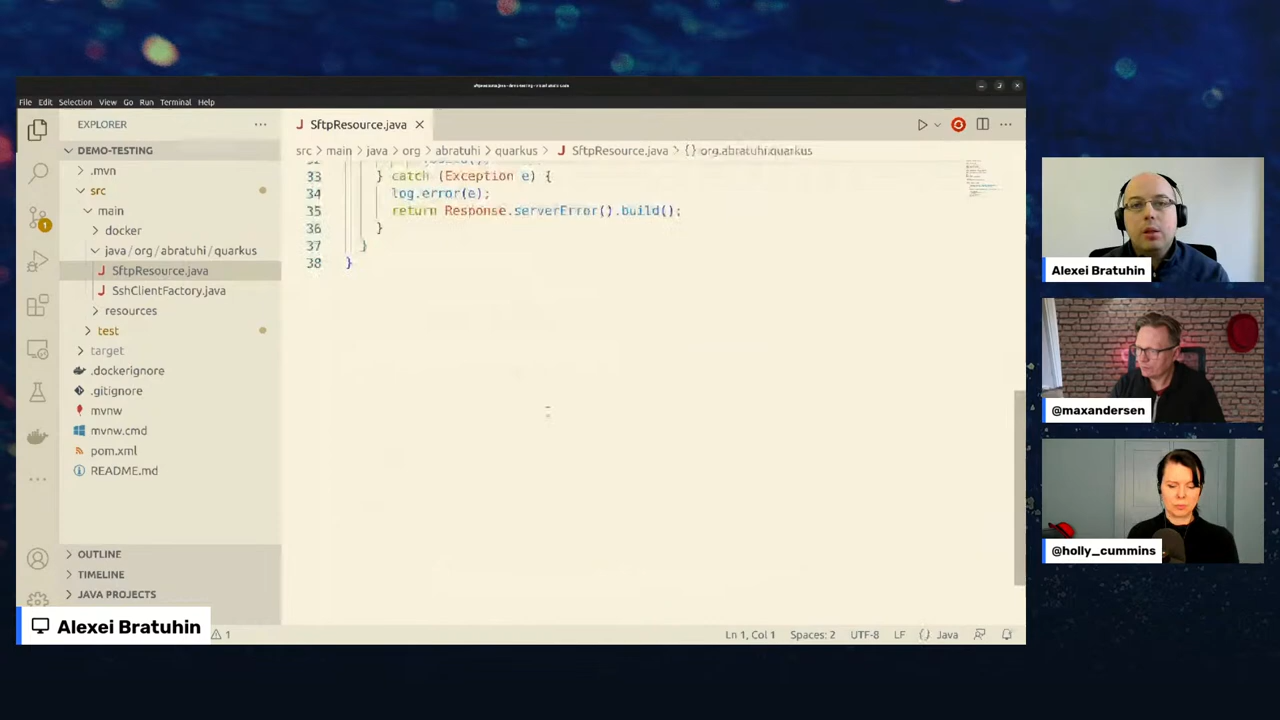 File Edit Selection View Go Run Terminal Help
EXPLORER
SftpResource.java
DEMO-TESTING
src > main > java > org > abratuhi > quarkus > SftpResource.java > {} org.abratuhi.quarkus
.mvn
src
main
docker
java / org / abratuhi / quarkus
SftpResource.java
SshClientFactory.java
resources
test
target
.dockerignore
.gitignore
mvnw
mvnw.cmd
pom.xml
README.md
OUTLINE
TIMELINE
JAVA PROJECTS
33 } catch (Exception e) {
34 log.error(e);
35 return Response.serverError().build();
36 }
37 }
38 }
1
Ln 1, Col 1 Spaces: 2 UTF-8 LF {} Java
1
Alexei Bratuhin
Alexei Bratuhin
@maxandersen
@holly_cummins